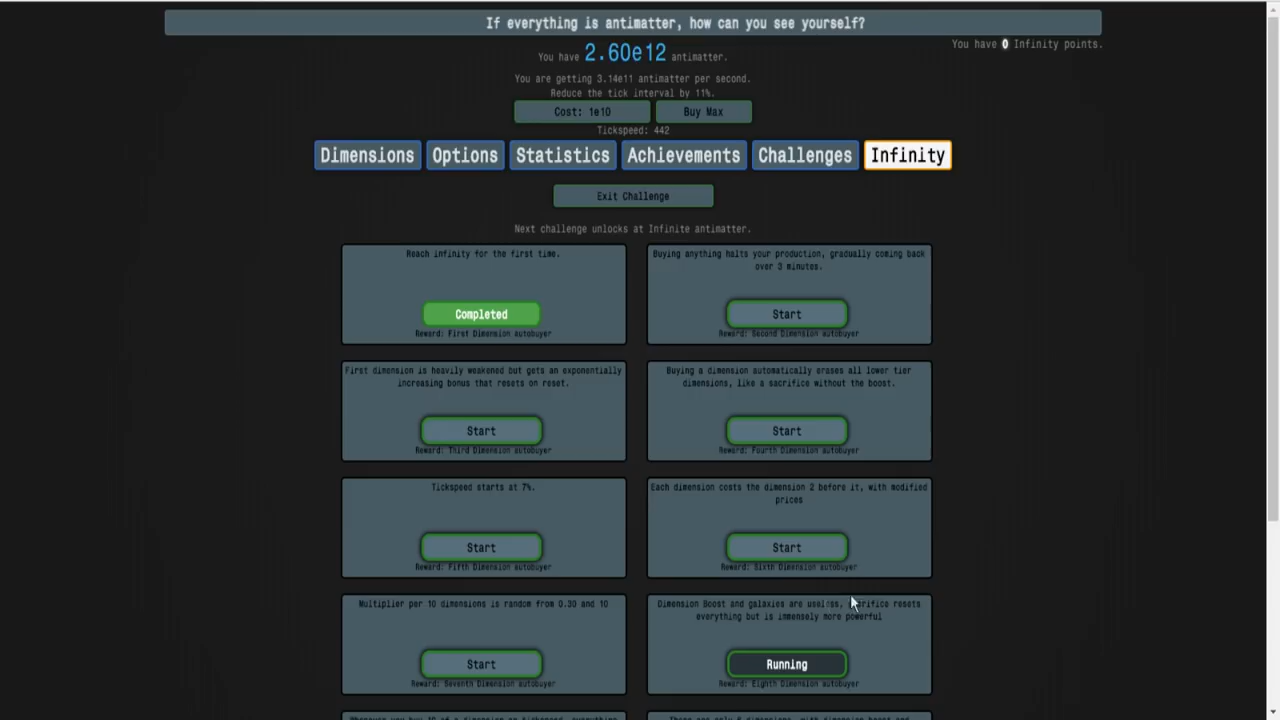 If everything is antimatter, how can you see yourself?
You have 2.60e12 antimatter.
You have 0 Infinity points.
You are getting 3.14e11 antimatter per second.
Reduce the tick interval by 11%.
Cost: 1e10
Buy Max
Tickspeed: 442
Dimensions
Options
Statistics
Achievements
Challenges
Infinity
Exit Challenge
Next challenge unlocks at Infinite antimatter.
Reach infinity for the first time.
Completed
Reward: First Dimension autobuyer
Buying anything halts your production, gradually coming back
over 3 minutes.
Start
Reward: Second Dimension autobuyer
First dimension is heavily weakened but gets an exponentially
increasing bonus that resets on reset.
Start
Reward: Third Dimension autobuyer
Buying a dimension automatically erases all lower tier
dimensions, like a sacrifice without the boost.
Start
Reward: Fourth Dimension autobuyer
Tickspeed starts at 7%.
Start
Reward: Fifth Dimension autobuyer
Each dimension costs the dimension 2 before it, with modified
prices
Start
Reward: Sixth Dimension autobuyer
Multiplier per 10 dimensions is random from 0.30 and 10
Start
Reward: Seventh Dimension autobuyer
Dimension Boost and galaxies are useless, sacrifice resets
everything but is immensely more powerful
Running
Reward: Eighth Dimension autobuyer